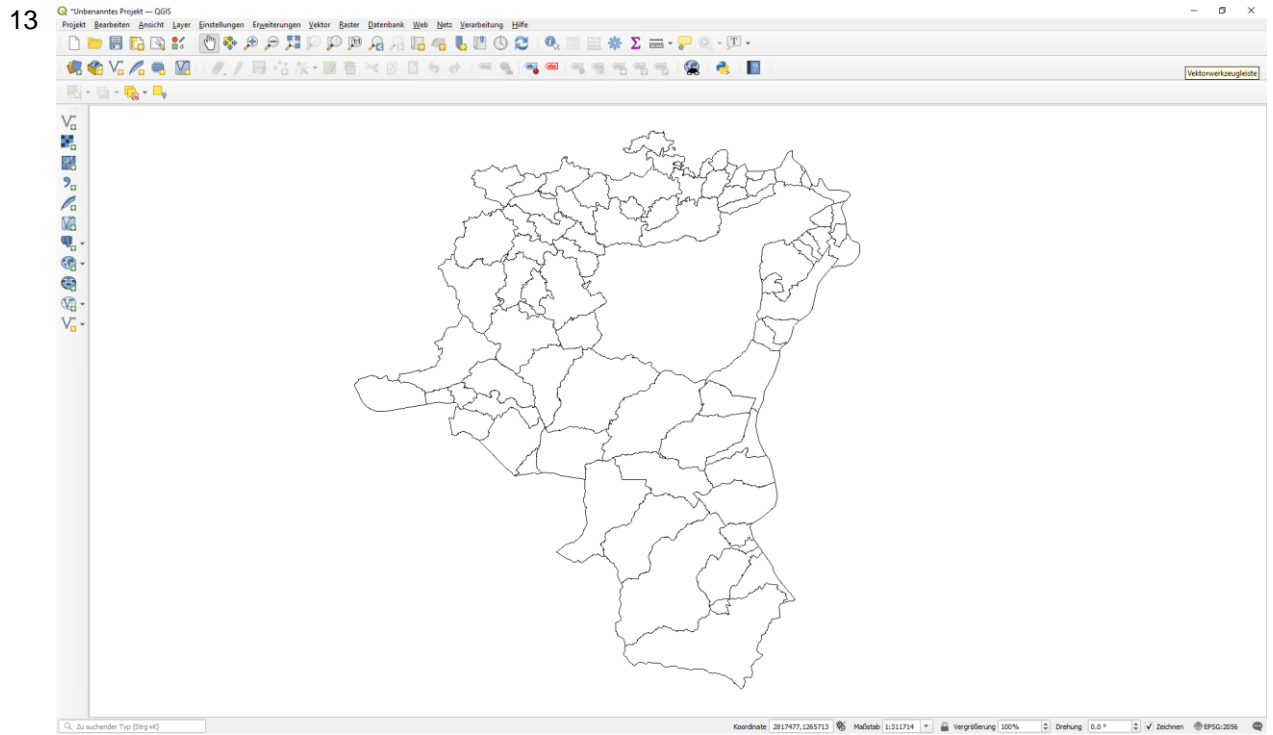 13
*Unbenanntes Projekt — QGIS
Projekt Bearbeiten Ansicht Layer Einstellungen Erweiterungen Vektor Raster Datenbank Web Netz Verarbeitung Hilfe
Vektorwerkzeugleiste
Zu suchender Typ (Strg+K) Koordinate 2817477,1265713 Maßstab 1:311714 Vergrößerung 100% Drehung 0.0 ° Zeichnen EPSG:2056